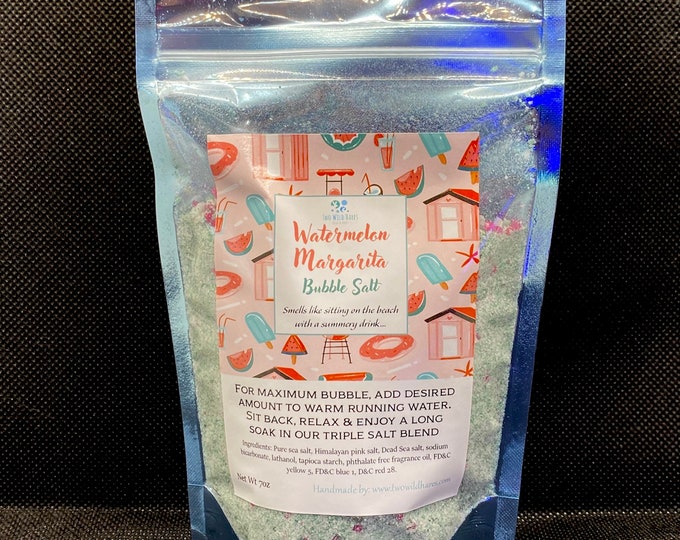 Two Wild Hares
Watermelon
Margarita
Bubble Salt
Smells like sitting on the beach
with a summery drink...
For maximum bubble, add desired
amount to warm running water.
Sit back, relax & enjoy a long
soak in our triple salt blend
Ingredients: Pure sea salt, Himalayan pink salt, Dead Sea salt, sodium
bicarbonate, lathanol, tapioca starch, phthalate free fragrance oil, FD&C
yellow 5, FD&C blue 1, D&C red 28.
Net Wt 7oz
Handmade by: www.twowildhares.com